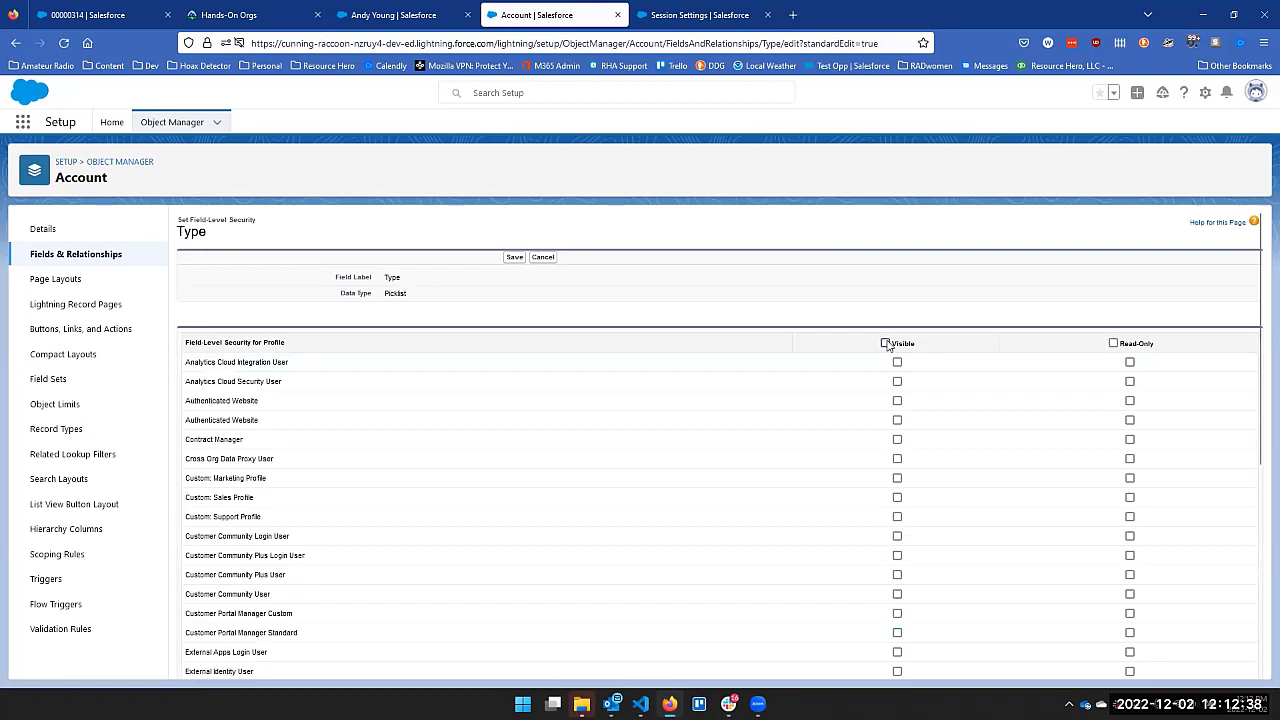 00000314 | Salesforce
Hands-On Orgs
Andy Young | Salesforce
Account | Salesforce
Session Settings | Salesforce
https://cunning-raccoon-nzruy4-dev-ed.lightning.force.com/lightning/setup/ObjectManager/Account/FieldsAndRelationships/Type/edit?standardEdit=true
Amateur Radio
Content
Dev
Hoax Detector
Personal
Resource Hero
Calendly
Mozilla VPN: Protect Y...
M365 Admin
RHA Support
Trello
DDG
Local Weather
Test Opp | Salesforce
RADwomen
Messages
Resource Hero, LLC - ...
Other Bookmarks
Search Setup
Setup
Home
Object Manager
SETUP > OBJECT MANAGER
Account
Details
Fields & Relationships
Page Layouts
Lightning Record Pages
Buttons, Links, and Actions
Compact Layouts
Field Sets
Object Limits
Record Types
Related Lookup Filters
Search Layouts
List View Button Layout
Hierarchy Columns
Scoping Rules
Triggers
Flow Triggers
Validation Rules
Set Field-Level Security
Type
Help for this Page
Save Cancel
Field Label Type
Data Type Picklist
Field-Level Security for Profile Visible Read-Only
Analytics Cloud Integration User
Analytics Cloud Security User
Authenticated Website
Authenticated Website
Contract Manager
Cross Org Data Proxy User
Custom: Marketing Profile
Custom: Sales Profile
Custom: Support Profile
Customer Community Login User
Customer Community Plus Login User
Customer Community Plus User
Customer Community User
Customer Portal Manager Custom
Customer Portal Manager Standard
External Apps Login User
External Identity User
2022-12-02 12:12:38